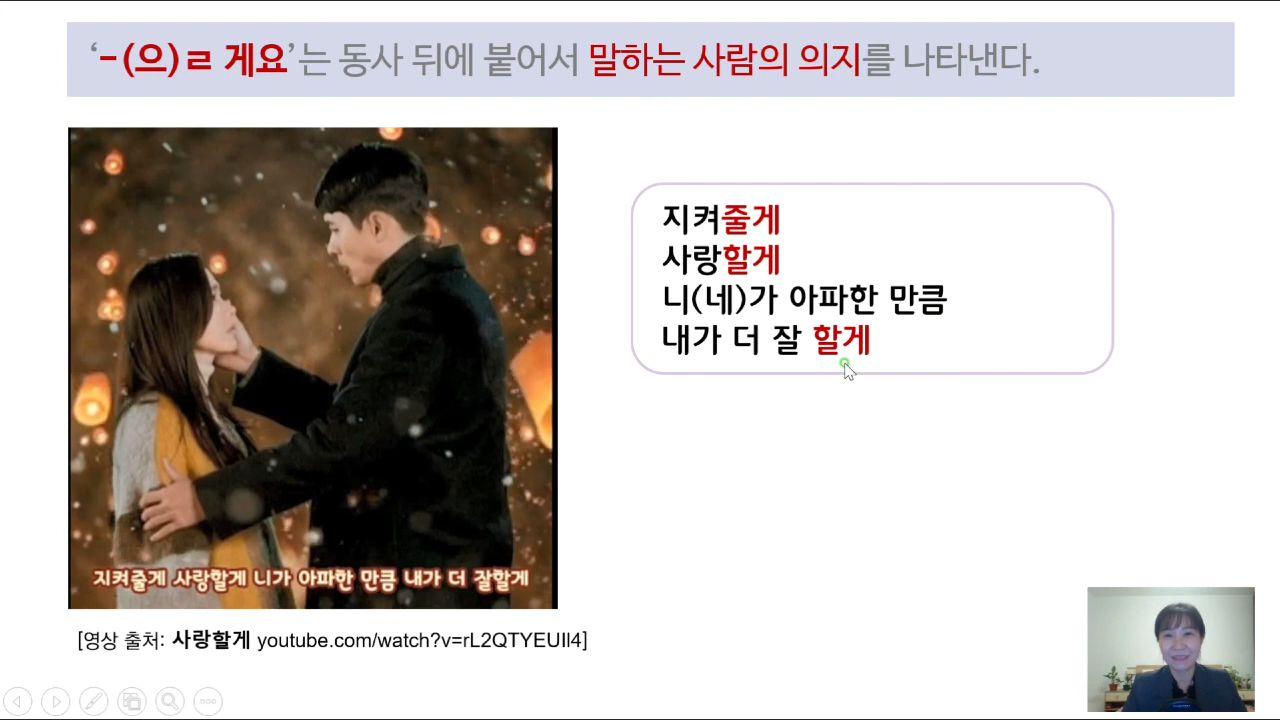 ‘-(으)ㄹ 게요’는 동사 뒤에 붙어서 말하는 사람의 의지를 나타낸다.
지켜줄게
사랑할게
니(네)가 아파한 만큼
내가 더 잘 할게
지켜줄게 사랑할게 니가 아파한 만큼 내가 더 잘할게
[영상 출처: 사랑할게 youtube.com/watch?v=rL2QTYEUIl4]